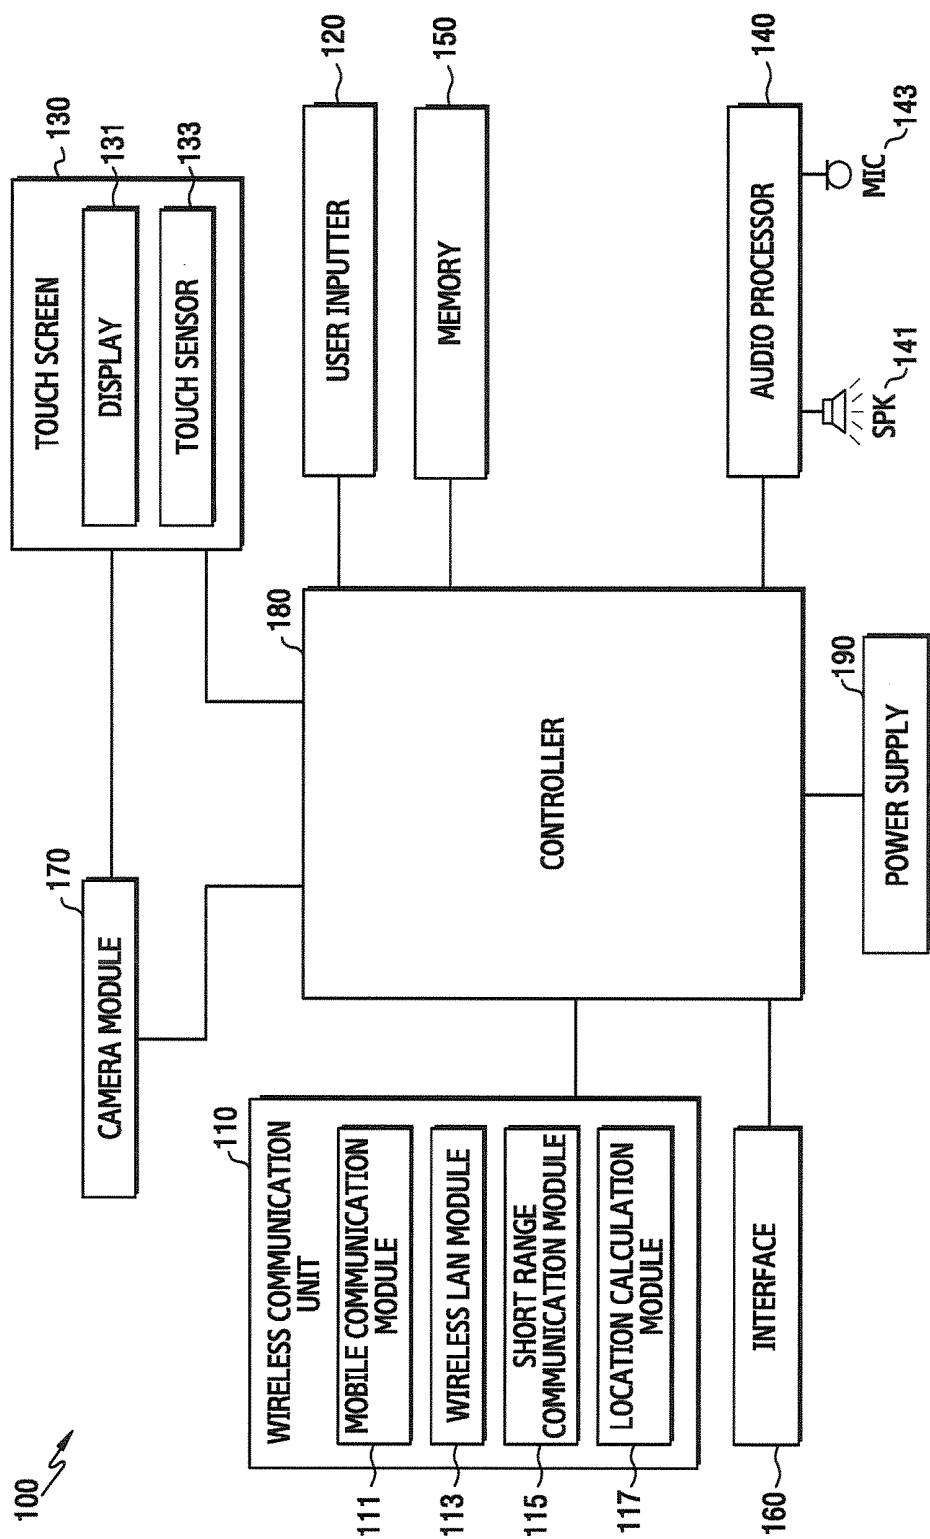 100
110
WIRELESS COMMUNICATION
UNIT
111
MOBILE COMMUNICATION
MODULE
113
WIRELESS LAN MODULE
115
SHORT RANGE
COMMUNICATION MODULE
117
LOCATION CALCULATION
MODULE
160
INTERFACE
170
CAMERA MODULE
180
CONTROLLER
190
POWER SUPPLY
130
TOUCH SCREEN
131
DISPLAY
133
TOUCH SENSOR
120
USER INPUTTER
150
MEMORY
140
AUDIO PROCESSOR
SPK
141
MIC
143